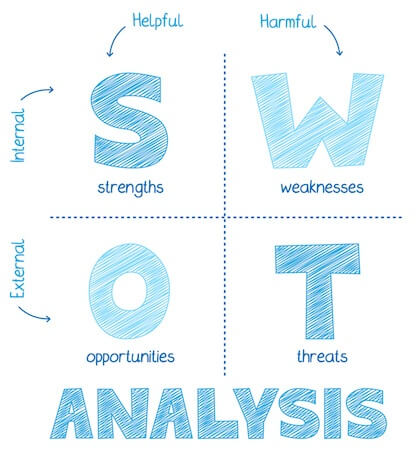 Helpful
Harmful
Internal
S
W
strengths
weaknesses
External
O
T
opportunities
threats
ANALYSIS